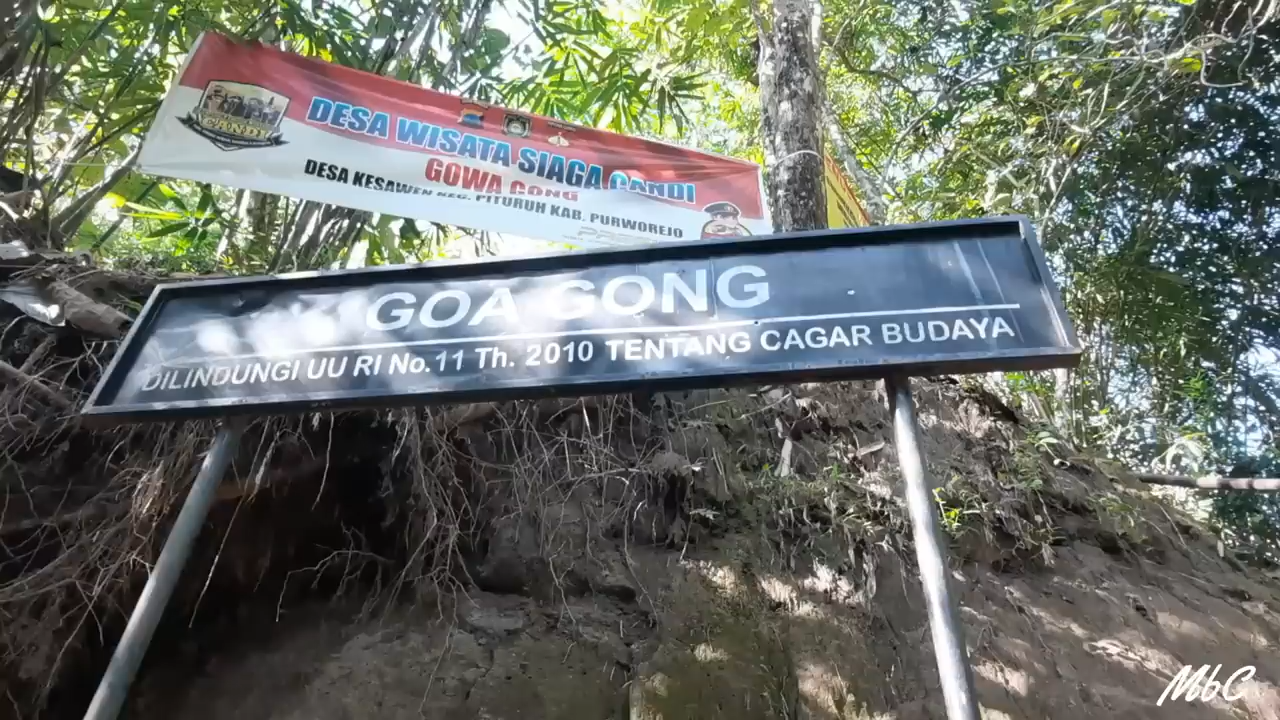 CANDI
DESA WISATA SIAGA CANDI
GOWA GONG
DESA KESAWEN KEC. PITURUH KAB. PURWOREJO
GOA GONG
DILINDUNGI UU RI No.11 Th. 2010 TENTANG CAGAR BUDAYA
MbC